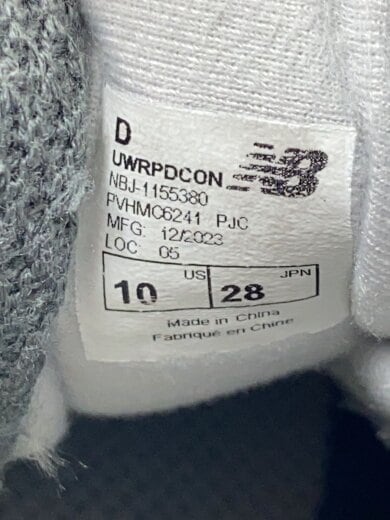 D
UWRPDCON
NBJ-1155380
PVHMC6241 PJC
MFG: 12/2023
LOC: 05
US JPN
10 28
Made in China
Fabriqué en Chine